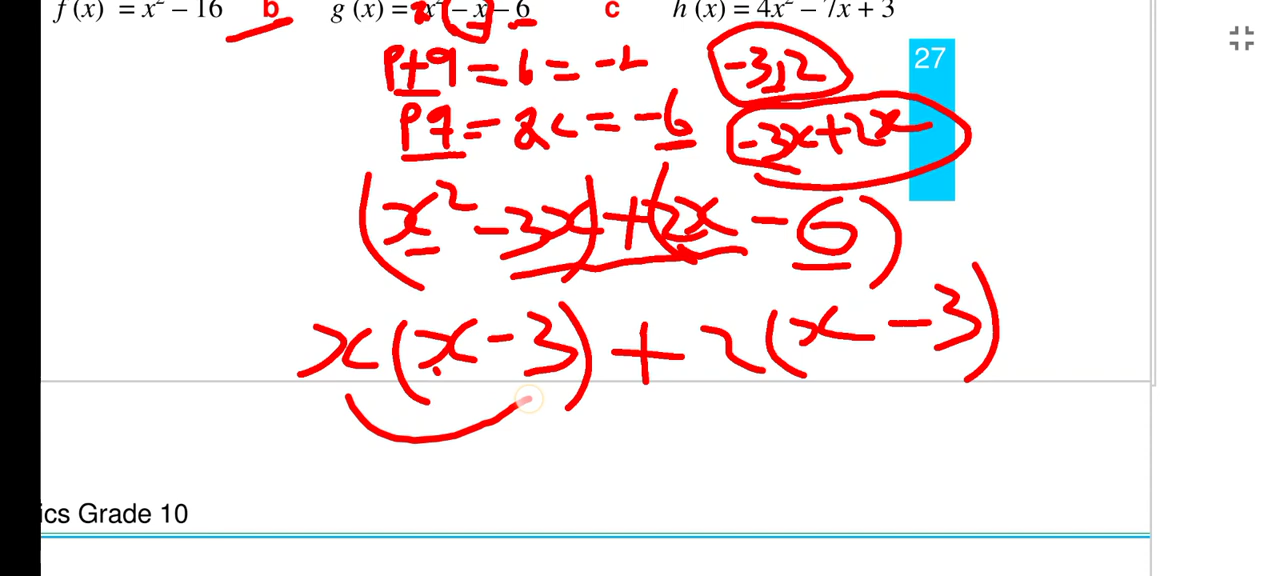 f (x) = x² – 16 b g (x) = x² – x – 6 c h (x) = 4x² – 7x + 3
27
p+q = b = -1 -3,2
pq = ac = -6 -3x+2x
(x² - 3x) + (2x - 6)
x(x - 3) + 2(x - 3)
ics Grade 10